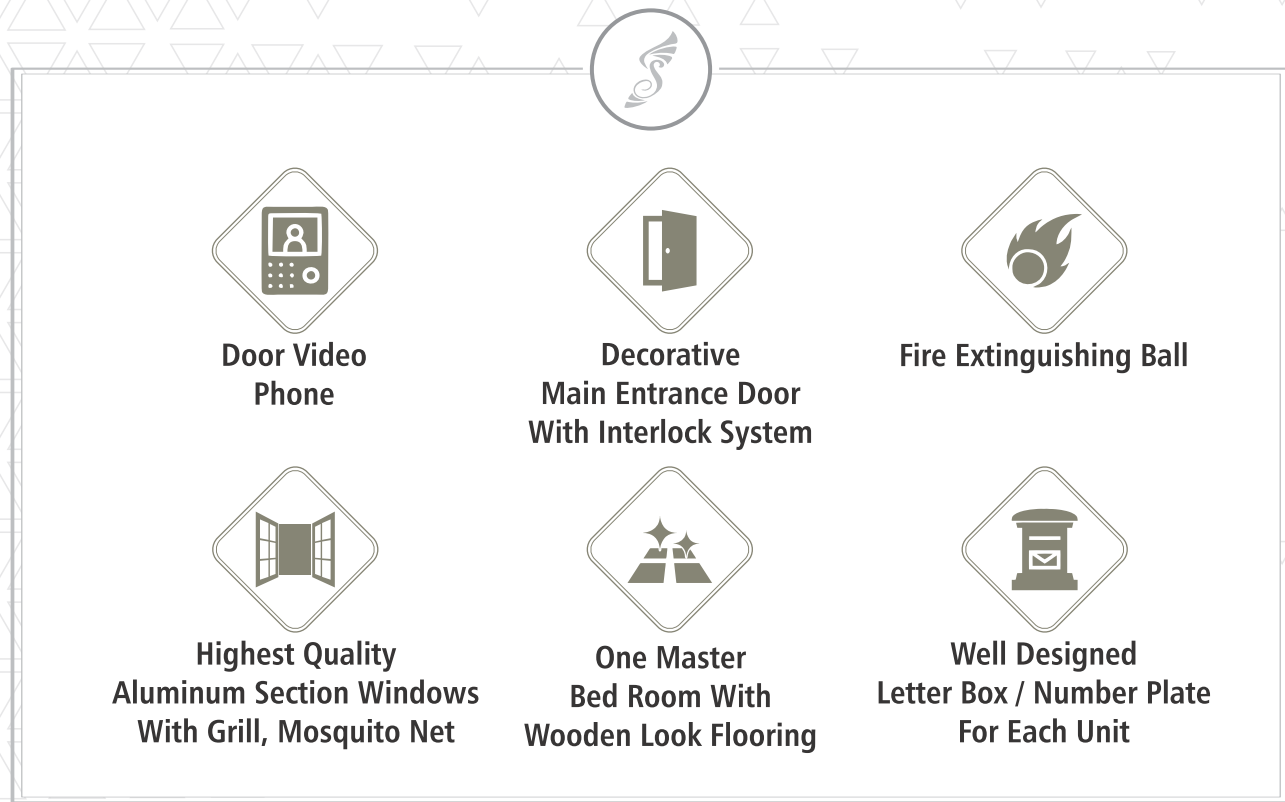 Door Video
Phone
Decorative
Main Entrance Door
With Interlock System
Fire Extinguishing Ball
Highest Quality
Aluminum Section Windows
With Grill, Mosquito Net
One Master
Bed Room With
Wooden Look Flooring
Well Designed
Letter Box / Number Plate
For Each Unit